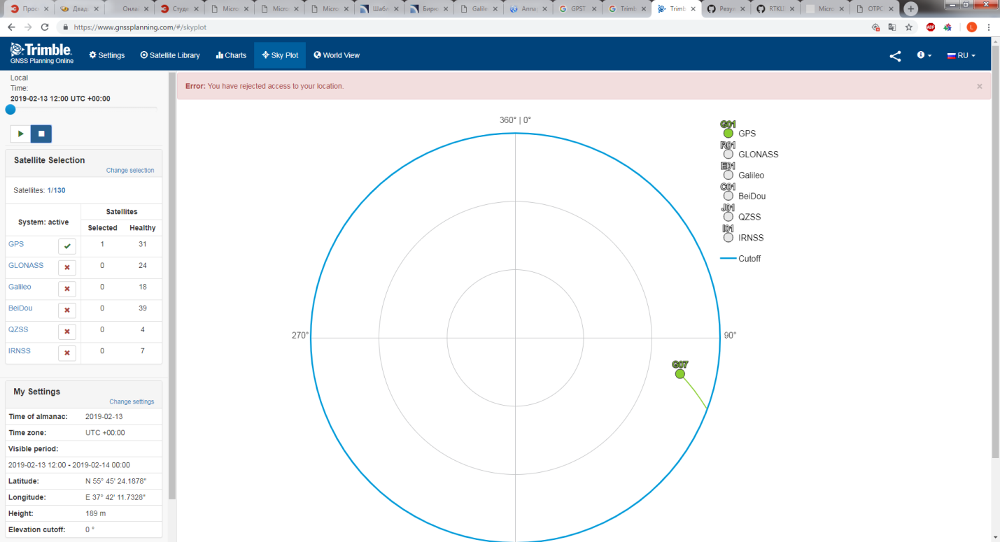 Прос
Двад
Онла
Студе
Micro
Micro
Micro
Шабл
Бирю
Galile
Аппа
GPST
Trimb
Trimb
Резул
RTKLI
Micro
ОТРС
https://www.gnssplanning.com/#/skyplot
ABP
L
Trimble.
GNSS Planning Online
Settings
Satellite Library
Charts
Sky Plot
World View
RU
Local
Time:
2019-02-13 12:00 UTC +00:00
Satellite Selection
Change selection
Satellites: 1/130
System: active
Satellites
Selected Healthy
GPS 1 31
GLONASS 0 24
Galileo 0 18
BeiDou 0 39
QZSS 0 4
IRNSS 0 7
My Settings
Change settings
Time of almanac: 2019-02-13
Time zone: UTC +00:00
Visible period:
2019-02-13 12:00 - 2019-02-14 00:00
Latitude: N 55° 45' 24.1878"
Longitude: E 37° 42' 11.7328"
Height: 189 m
Elevation cutoff: 0 °
Error: You have rejected access to your location.
×
360° | 0°
270°
90°
G07
G01
GPS
R01
GLONASS
E01
Galileo
C01
BeiDou
J01
QZSS
I01
IRNSS
Cutoff